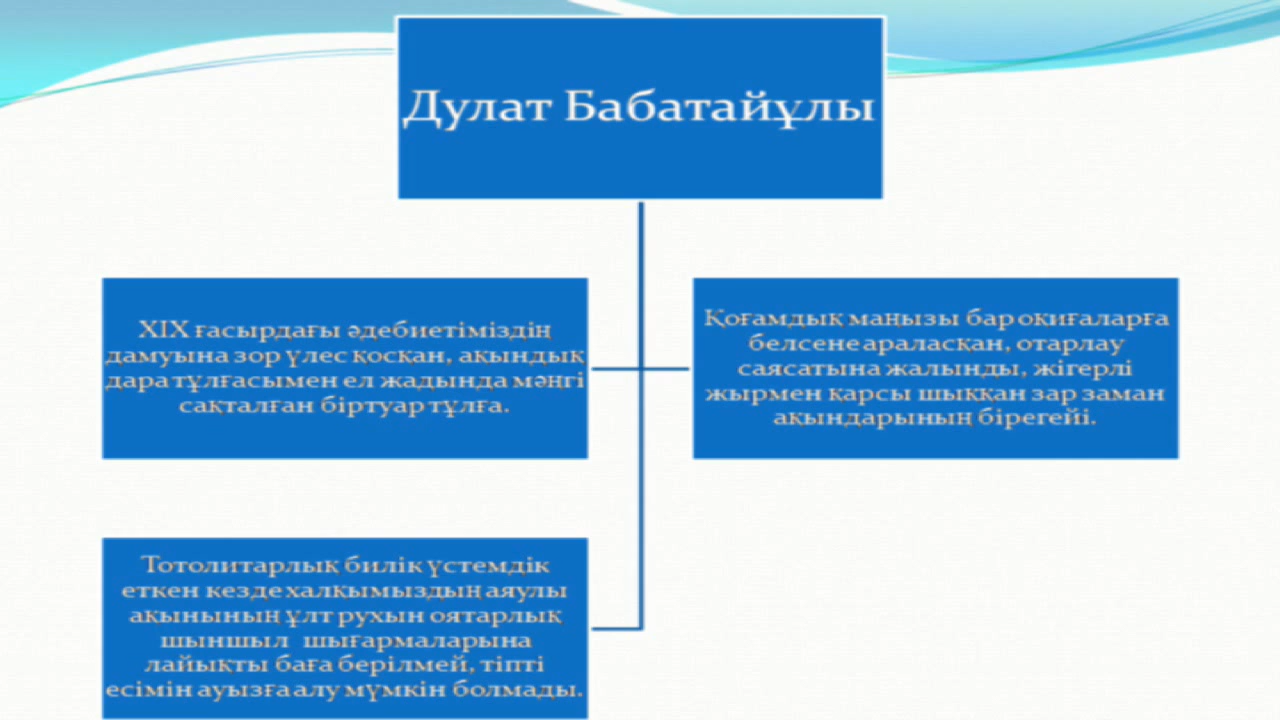 Дулат Бабатайұлы
XIX ғасырдағы әдебиетіміздің
дамуына зор үлес қосқан, ақындық
дара тұлғасымен ел жадында мәңгі
сақталған біртуар тұлға.
Қоғамдық маңызы бар оқиғаларға
белсене араласқан, отарлау
саясатына жалынды, жігерлі
жырмен қарсы шыққан зар заман
ақындарының бірегейі.
Тотолитарлық билік үстемдік
еткен кезде халқымыздың аяулы
ақынының ұлт рухын оятарлық
шыншыл шығармаларына
лайықты баға берілмей, тіпті
есімін ауызға алу мүмкін болмады.